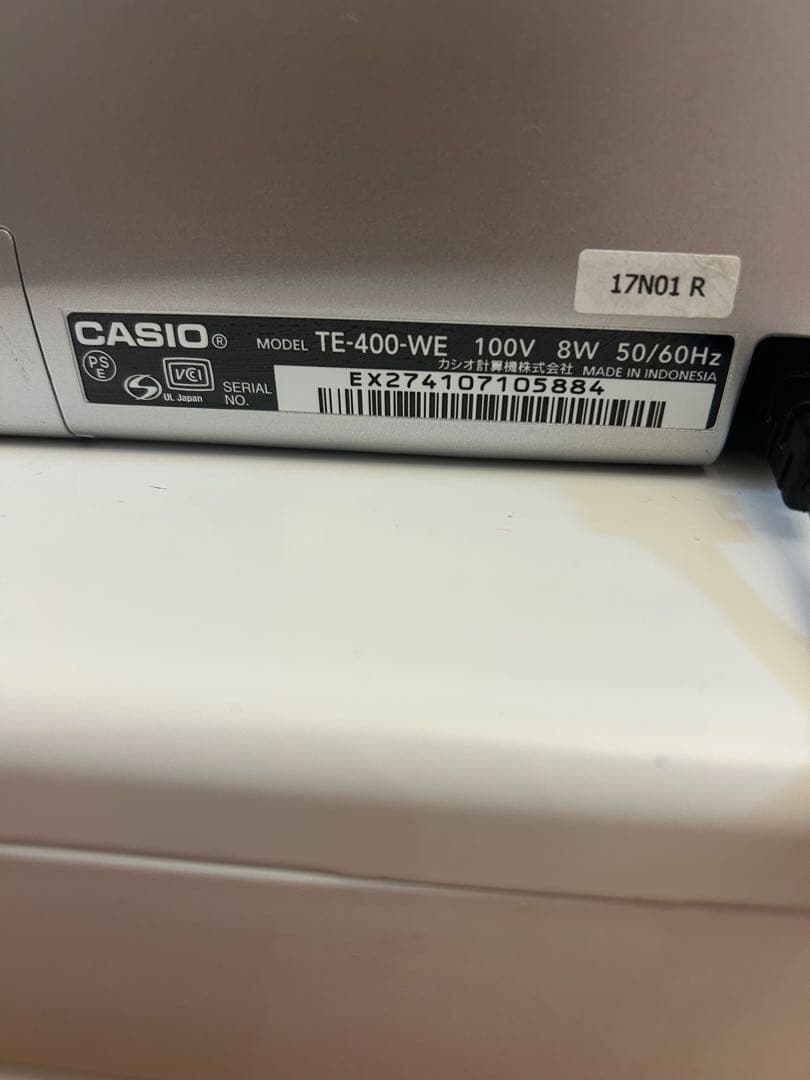 17N01 R
CASIO® MODEL TE-400-WE 100V 8W 50/60Hz
カシオ計算機株式会社 MADE IN INDONESIA
PS
E
VCI
UL Japan
SERIAL
NO.
EX274107105884